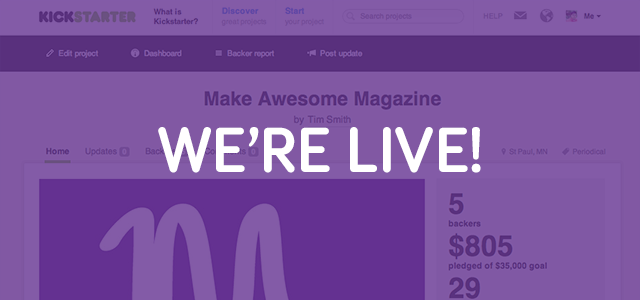 KICKSTARTER
What is
Kickstarter?
Discover
great projects
Start
your project
Search projects
HELP
Me
Edit project
Dashboard
Backer report
Post update
Make Awesome Magazine
by Tim Smith
WE'RE LIVE!
Home
Updates
0
St Paul, MN
Periodical
5
backers
$805
pledged of $35,000 goal
29